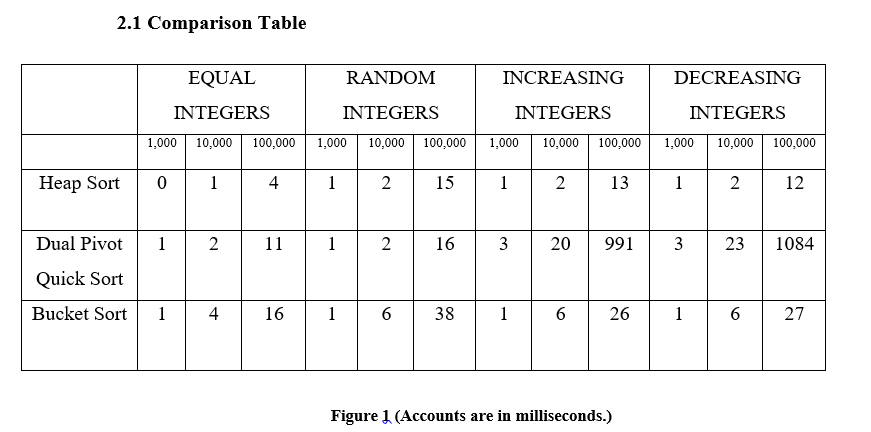 2.1 Comparison Table
EQUAL INTEGERS RANDOM INTEGERS INCREASING INTEGERS DECREASING INTEGERS
1,000 10,000 100,000 1,000 10,000 100,000 1,000 10,000 100,000 1,000 10,000 100,000
Heap Sort 0 1 4 1 2 15 1 2 13 1 2 12
Dual Pivot Quick Sort 1 2 11 1 2 16 3 20 991 3 23 1084
Bucket Sort 1 4 16 1 6 38 1 6 26 1 6 27
Figure 1 (Accounts are in milliseconds.)